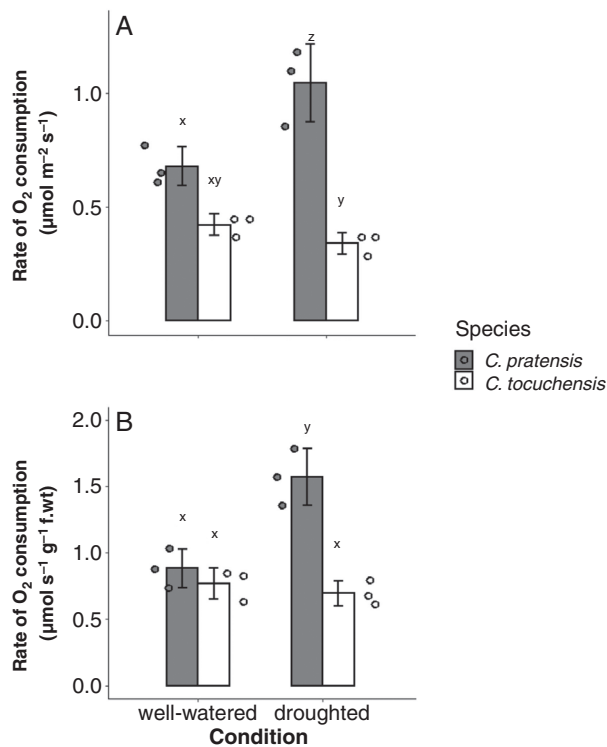 A
Rate of O₂ consumption
(μmol m⁻² s⁻¹)
1.0
0.5
0.0
x
xy
z
y
Species
C. pratensis
C. tocuchensis
B
Rate of O₂ consumption
(μmol s⁻¹ g⁻¹ f.wt)
2.0
1.5
1.0
0.5
0.0
x
x
y
x
well-watered droughted
Condition